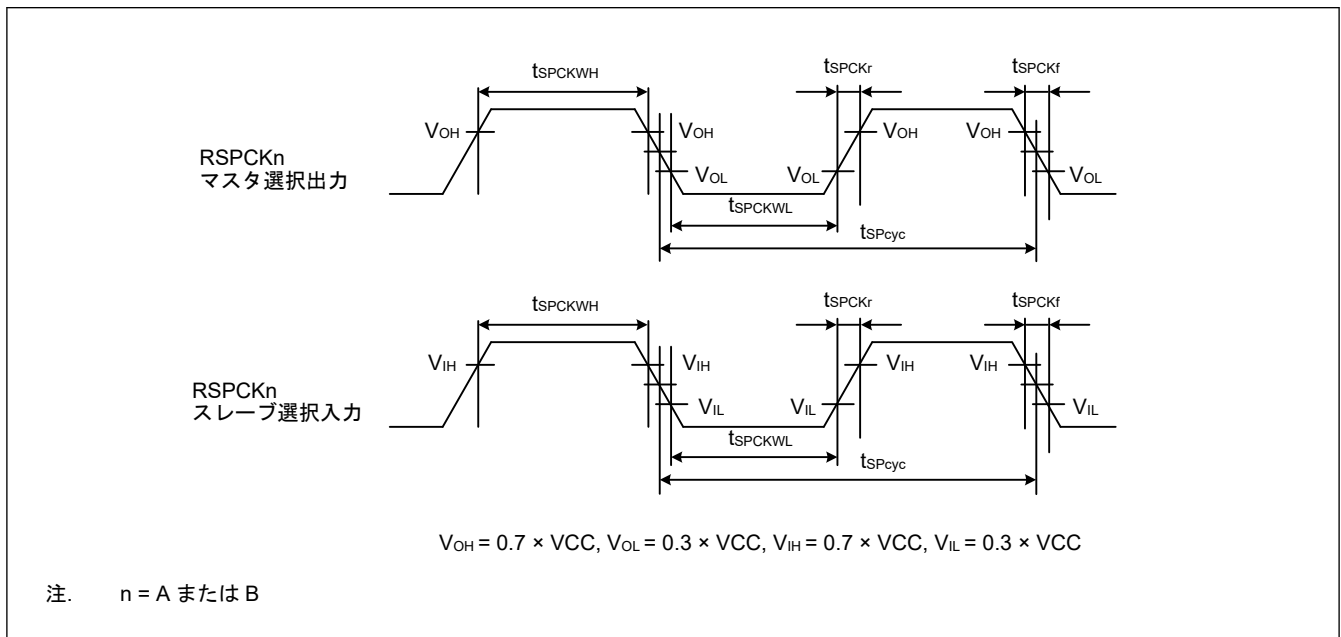 tSPCKWH tSPCKr tSPCKf
VOH VOH VOH VOH
RSPCKn
マスタ選択出力
VOL VOL VOL
tSPCKWL
tSPcyc
tSPCKWH tSPCKr tSPCKf
VIH VIH VIH VIH
RSPCKn
スレーブ選択入力
VIL VIL VIL
tSPCKWL
tSPcyc
VOH = 0.7 × VCC, VOL = 0.3 × VCC, VIH = 0.7 × VCC, VIL = 0.3 × VCC
注. n = A または B